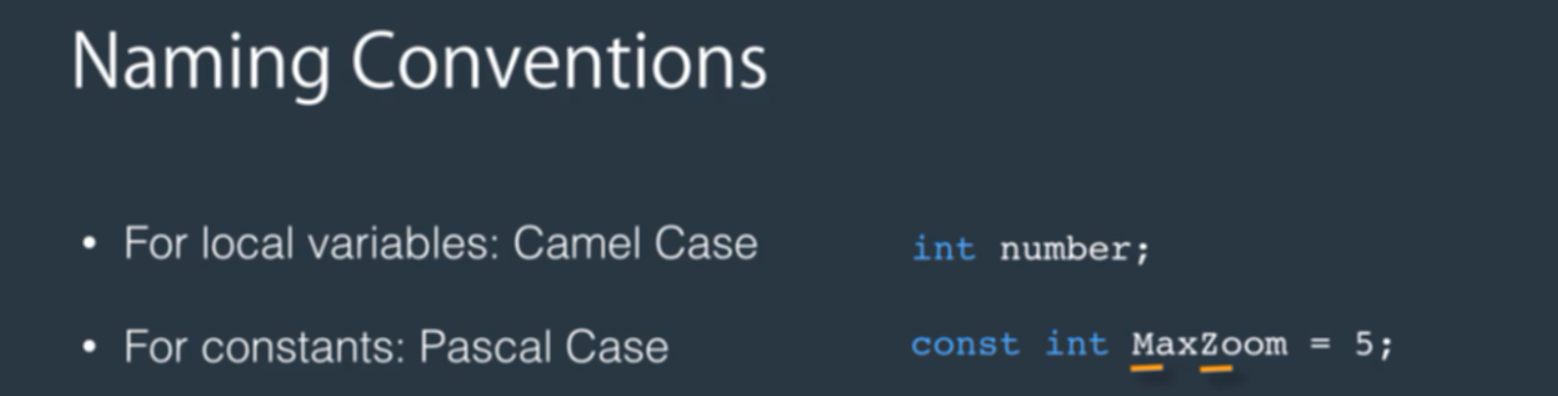 Naming Conventions
• For local variables: Camel Case int number;
• For constants: Pascal Case const int MaxZoom = 5;